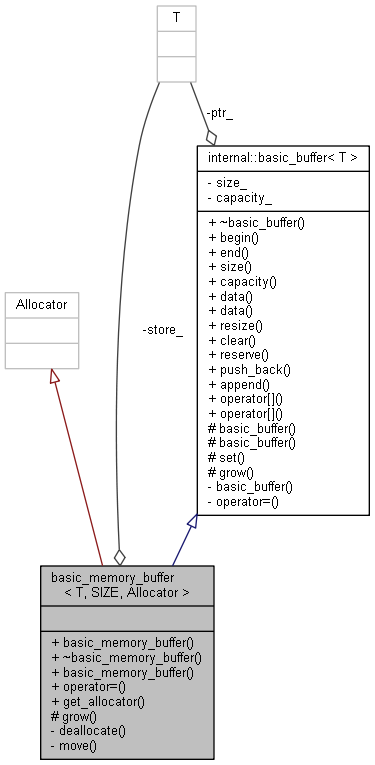 T
-ptr_
internal::basic_buffer< T >
- size_
- capacity_
+ ~basic_buffer()
+ begin()
+ end()
+ size()
+ capacity()
+ data()
+ data()
+ resize()
+ clear()
+ reserve()
+ push_back()
+ append()
+ operator[]()
+ operator[]()
# basic_buffer()
# basic_buffer()
# set()
# grow()
- basic_buffer()
- operator=()
Allocator
-store_
basic_memory_buffer
< T, SIZE, Allocator >
+ basic_memory_buffer()
+ ~basic_memory_buffer()
+ basic_memory_buffer()
+ operator=()
+ get_allocator()
# grow()
- deallocate()
- move()